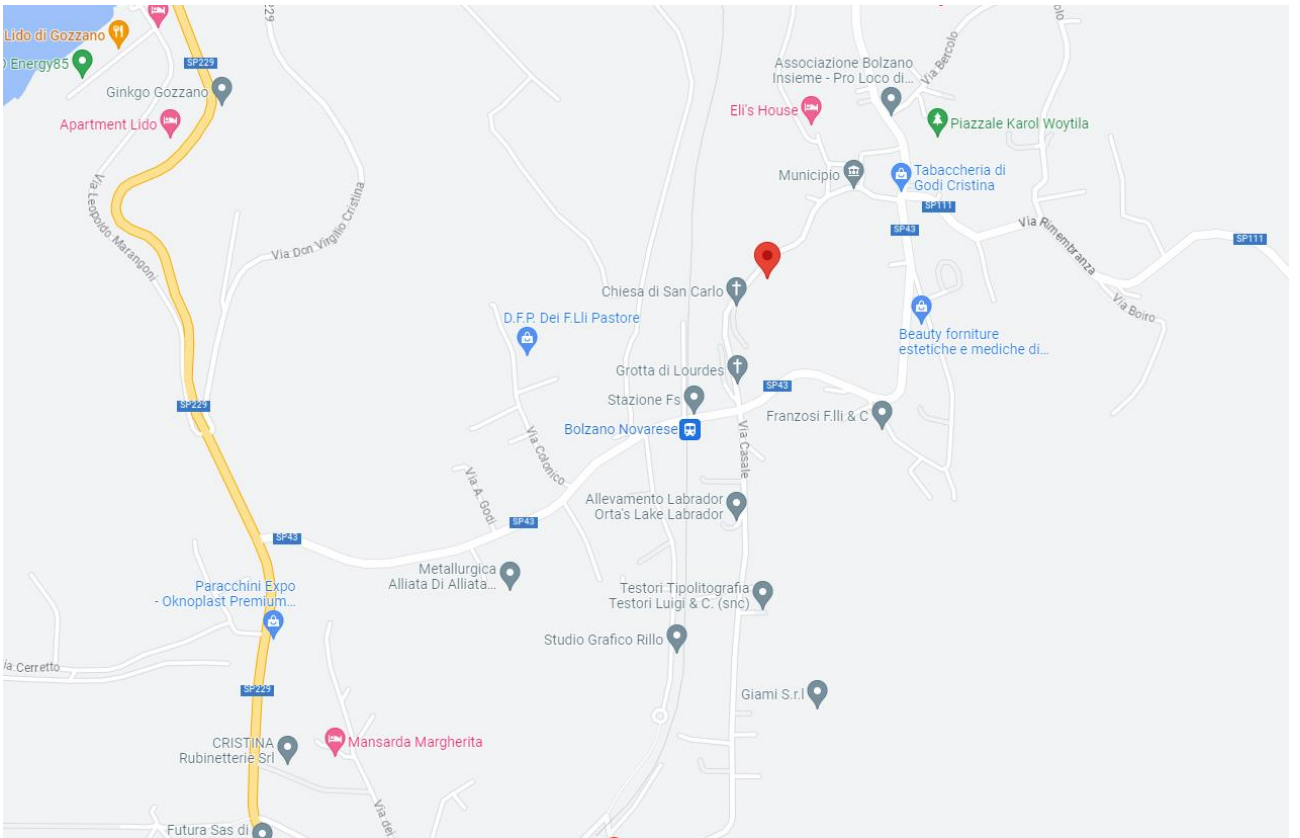 Lido di Gozzano
Energy85
SP229
Ginkgo Gozzano
Apartment Lido
Via Leopoldo Marangoni
Via Don Virgilio Cristina
Associazione Bolzano
Insieme - Pro Loco di...
Via Bercolo
Eli's House
Piazzale Karol Woytila
Municipio
Tabaccheria di
Godi Cristina
SP111
SP43
Via Rimembranza
SP111
Via Boiro
Chiesa di San Carlo
D.F.P. Dei F.Lli Pastore
Beauty forniture
estetiche e mediche di...
Grotta di Lourdes
SP43
Stazione Fs
Franzosi F.lli & C
SP229
Bolzano Novarese
Via Colonico
Via Casale
Via A. Godi
Allevamento Labrador
Orta's Lake Labrador
SP43
SP43
Metallurgica
Alliata Di Alliata...
Paracchini Expo
- Oknoplast Premium...
Testori Tipolitografia
Testori Luigi & C. (snc)
Studio Grafico Rillo
ia Cerretto
SP229
Giami S.r.l
CRISTINA
Rubinetterie Srl
Mansarda Margherita
Via dei
Futura Sas di